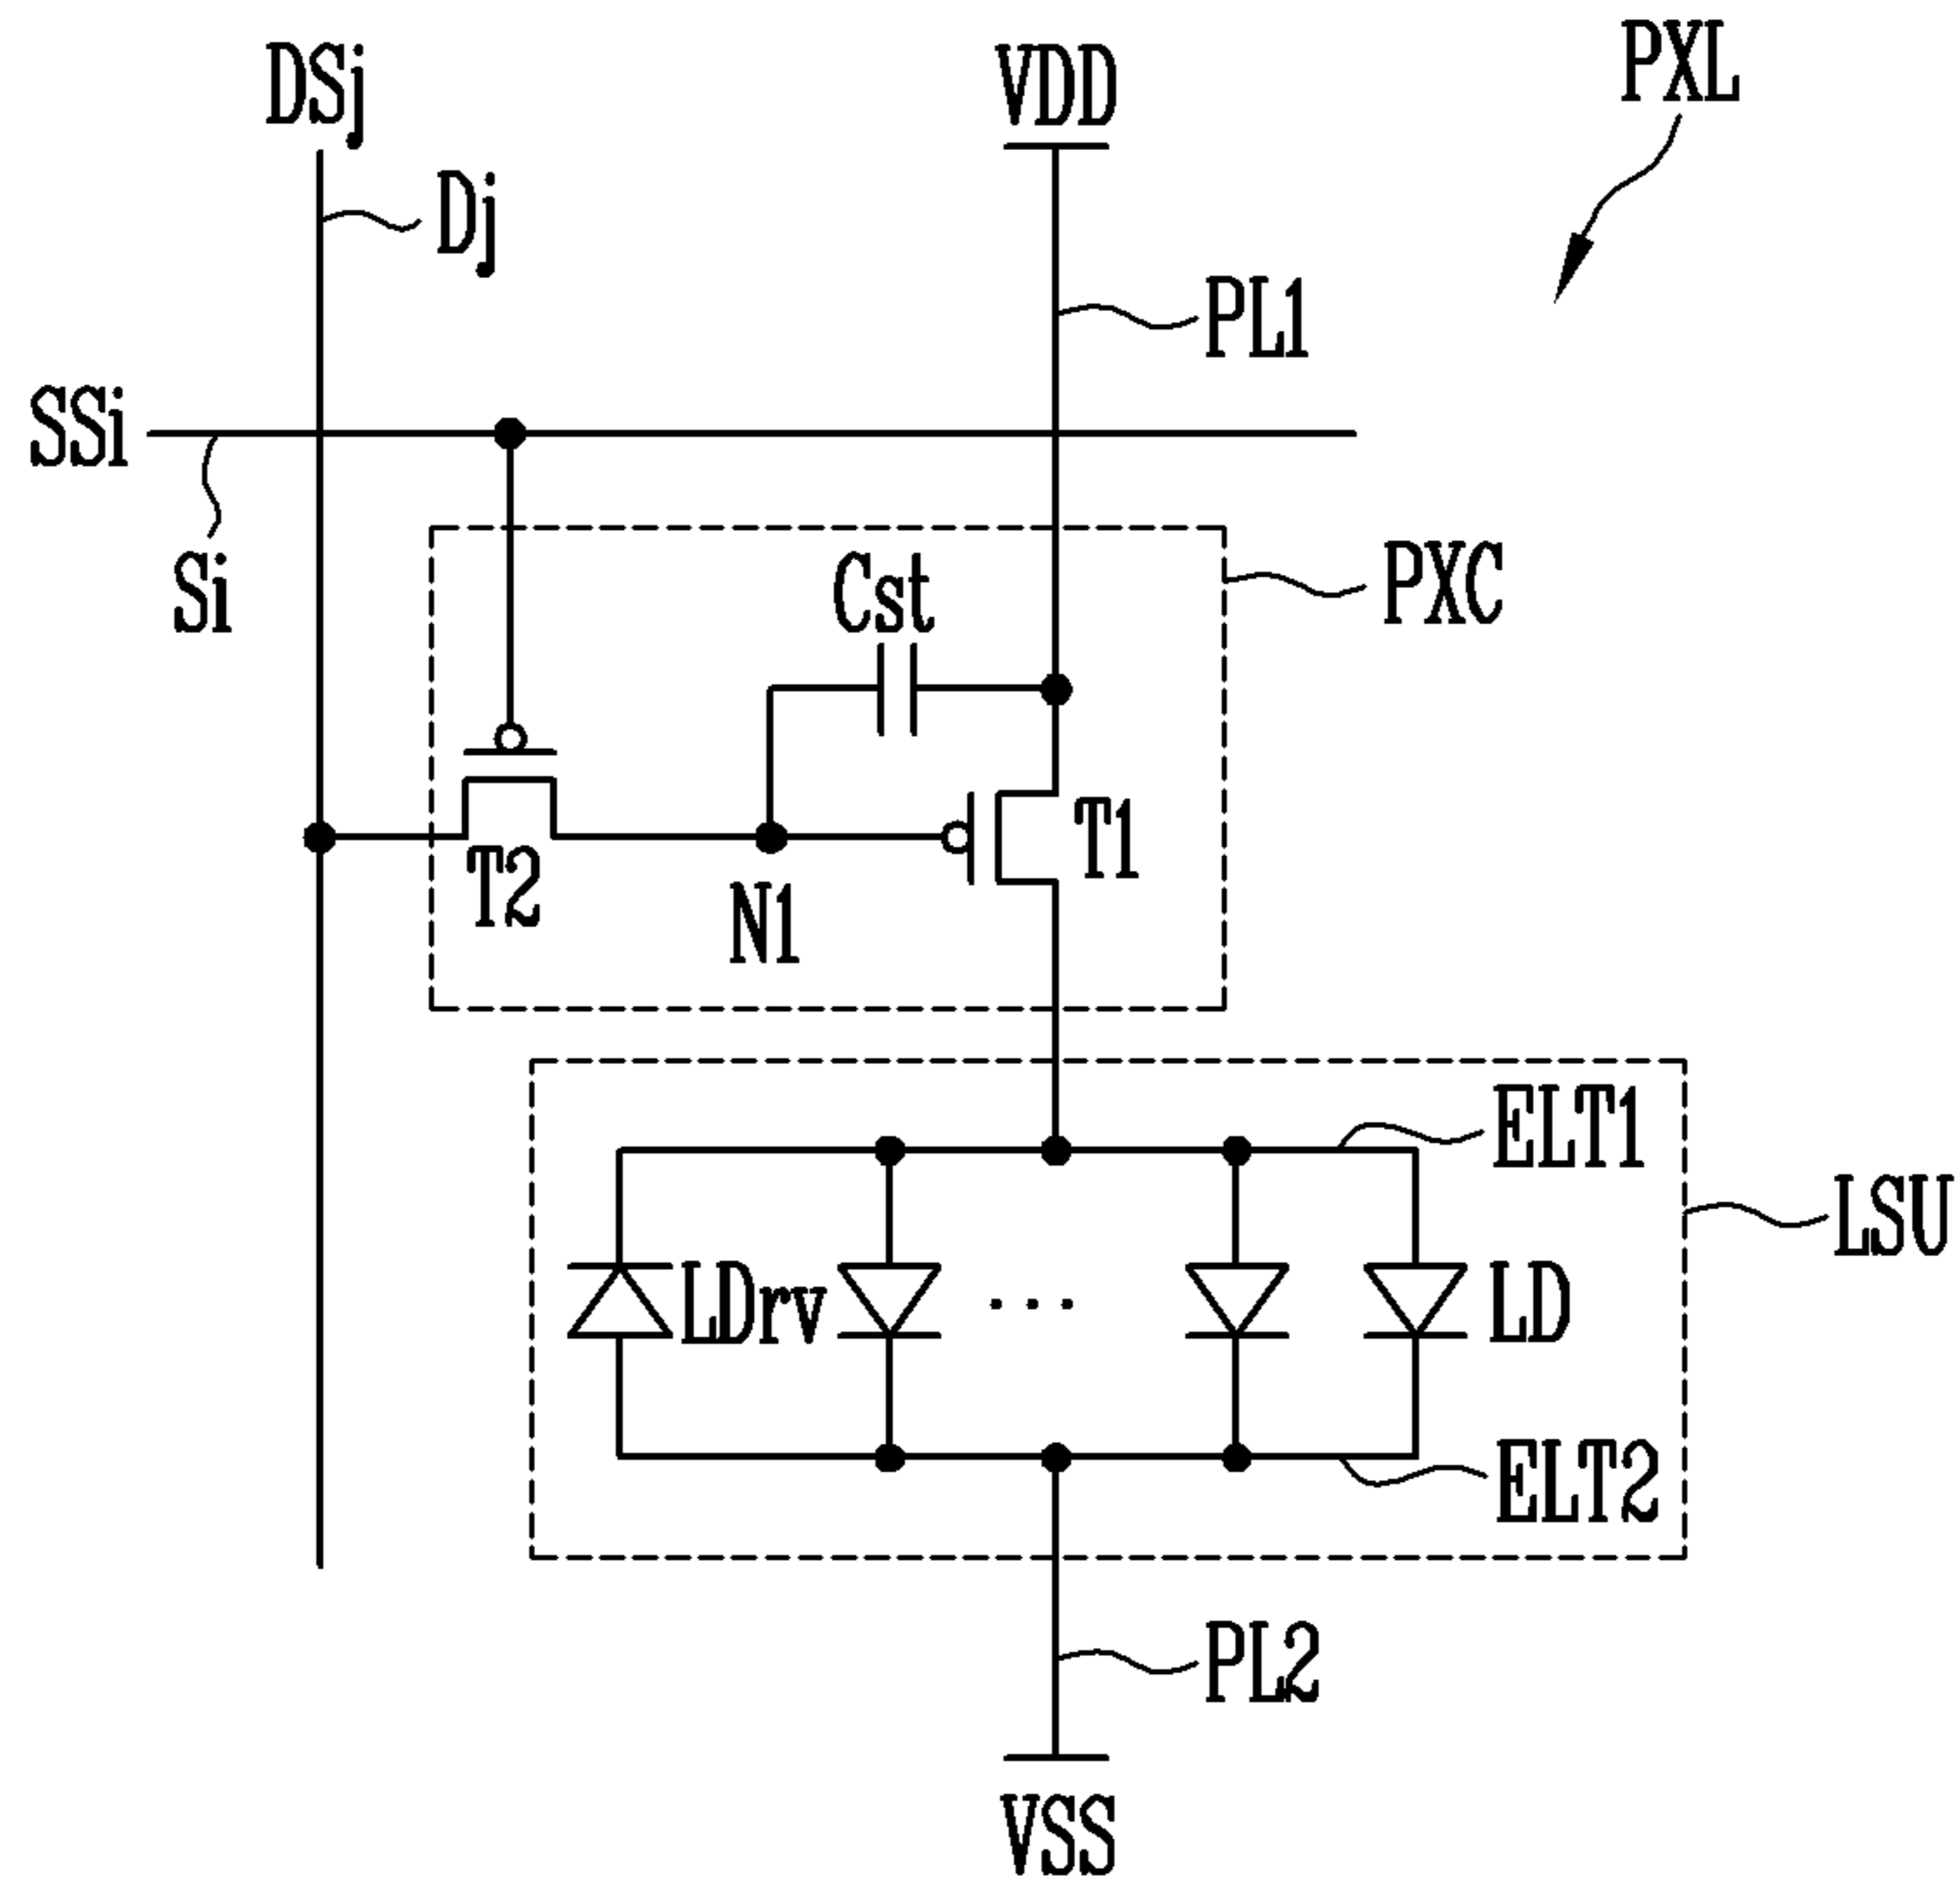 PXL
DSj
VDD
Dj
PL1
SSi
Si
Cst
PXC
T1
T2
N1
ELT1
LSU
LDrv
...
LD
ELT2
PL2
VSS